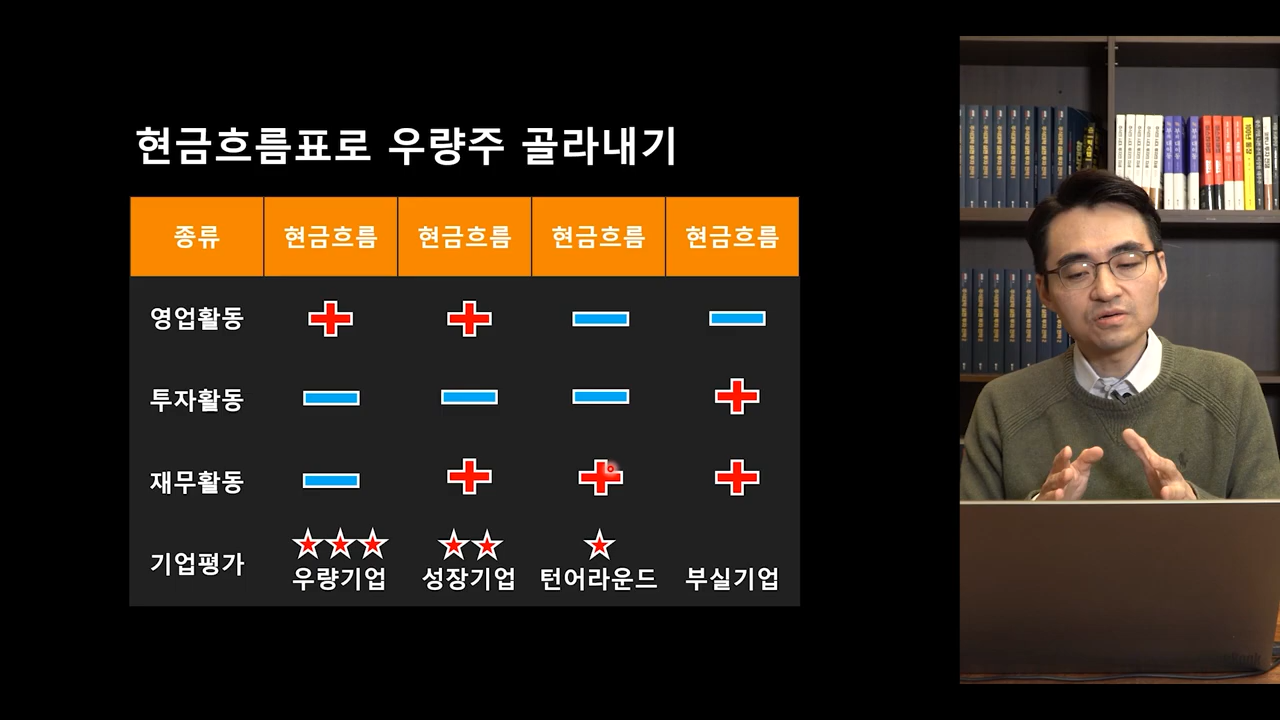 현금흐름표로 우량주 골라내기
종류 현금흐름 현금흐름 현금흐름 현금흐름
영업활동
투자활동
재무활동
기업평가
우량기업 성장기업 턴어라운드 부실기업